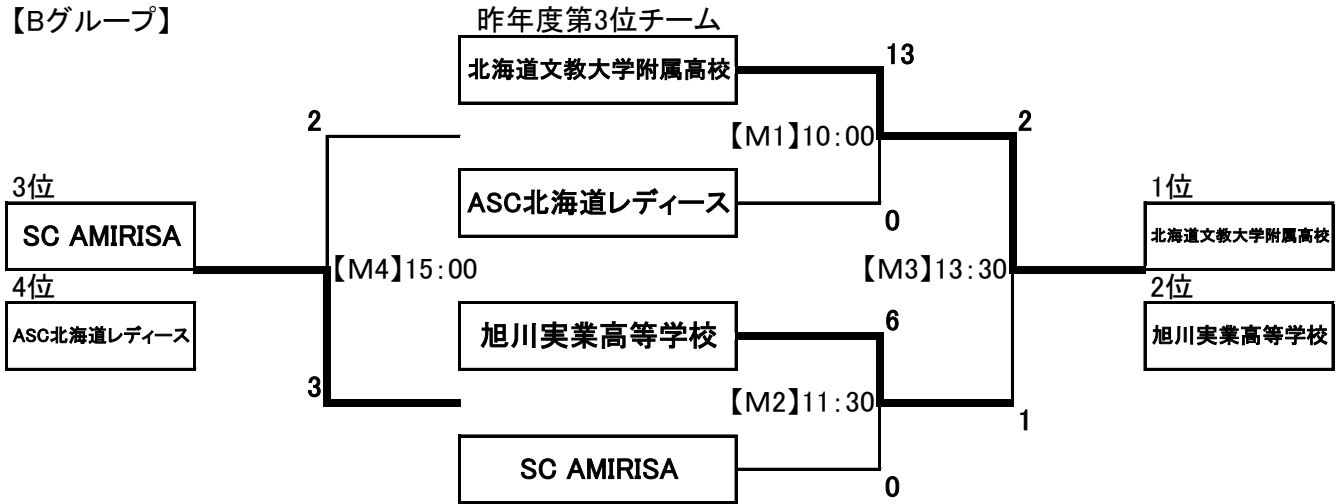 【Bグループ】
昨年度第3位チーム
北海道文教大学附属高校
13
2
【M1】10:00
2
3位
ASC北海道レディース
1位
SC AMIRISA
0
北海道文教大学附属高校
【M4】15:00
【M3】13:30
4位
2位
ASC北海道レディース
旭川実業高等学校
6
旭川実業高等学校
3
【M2】11:30
1
SC AMIRISA
0